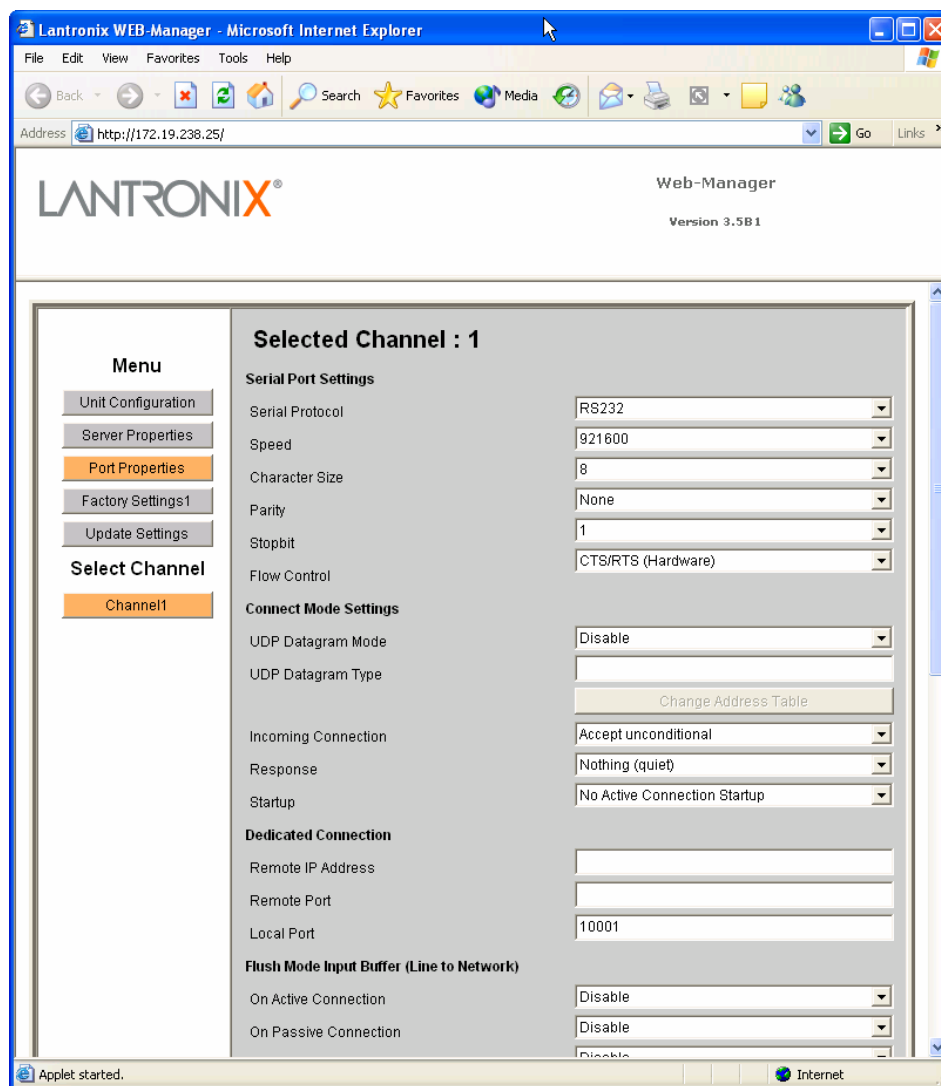 Lantronix WEB-Manager - Microsoft Internet Explorer
File Edit View Favorites Tools Help
Back Search Favorites Media
Address http://172.19.238.25/ Go Links
LANTRONIX®
Web-Manager
Version 3.5B1
Menu
Unit Configuration
Server Properties
Port Properties
Factory Settings1
Update Settings
Select Channel
Channel1
Selected Channel : 1
Serial Port Settings
Serial Protocol RS232
Speed 921600
Character Size 8
Parity None
Stopbit 1
Flow Control CTS/RTS (Hardware)
Connect Mode Settings
UDP Datagram Mode Disable
UDP Datagram Type
Change Address Table
Incoming Connection Accept unconditional
Response Nothing (quiet)
Startup No Active Connection Startup
Dedicated Connection
Remote IP Address
Remote Port
Local Port 10001
Flush Mode Input Buffer (Line to Network)
On Active Connection Disable
On Passive Connection Disable
Applet started. Internet